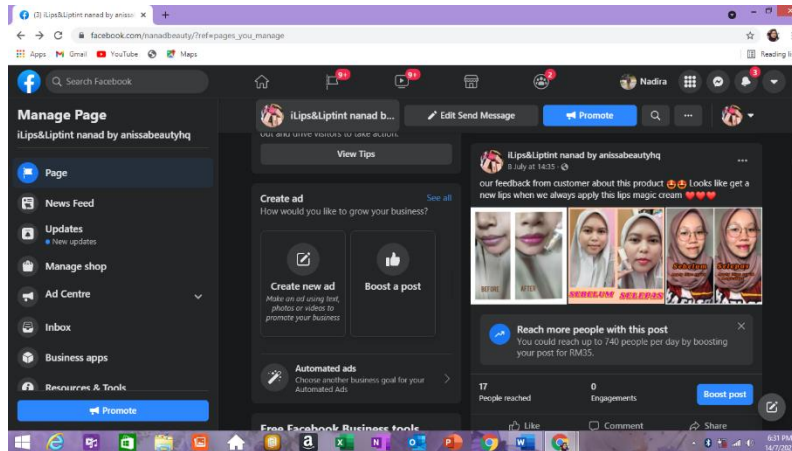 (3) iLips&Liptint nanad by anisse
facebook.com/nanadbeauty/?ref=pages_you_manage
Apps
Gmail
YouTube
Maps
Reading li
Search Facebook
9+
9+
2
Nadira
3
Manage Page
iLips&Liptint nanad by anissabeautyhq
Page
News Feed
Updates
New updates
Manage shop
Ad Centre
Inbox
Business apps
Resources & Tools
Promote
iLips&Liptint nanad b...
Edit Send Message
Promote
out and drive visitors to take action.
View Tips
Create ad
See all
How would you like to grow your business?
Create new ad
Make an ad using text,
photos or videos to
promote your business
Boost a post
Automated ads
Choose another business goal for your
Automated Ads
Free Facebook Business tools
iLips&Liptint nanad by anissabeautyhq
8 July at 14:35
our feedback from customer about this product 🤩🤩 Looks like get a
new lips when we always apply this lips magic cream ❤❤❤
BEFORE
AFTER
SEBELUM
SELEPAS
Sebelum
Selepas
Reach more people with this post
You could reach up to 740 people per day by boosting
your post for RM35.
17
People reached
0
Engagements
Boost post
Like
Comment
Share
6:31 PM
14/7/202